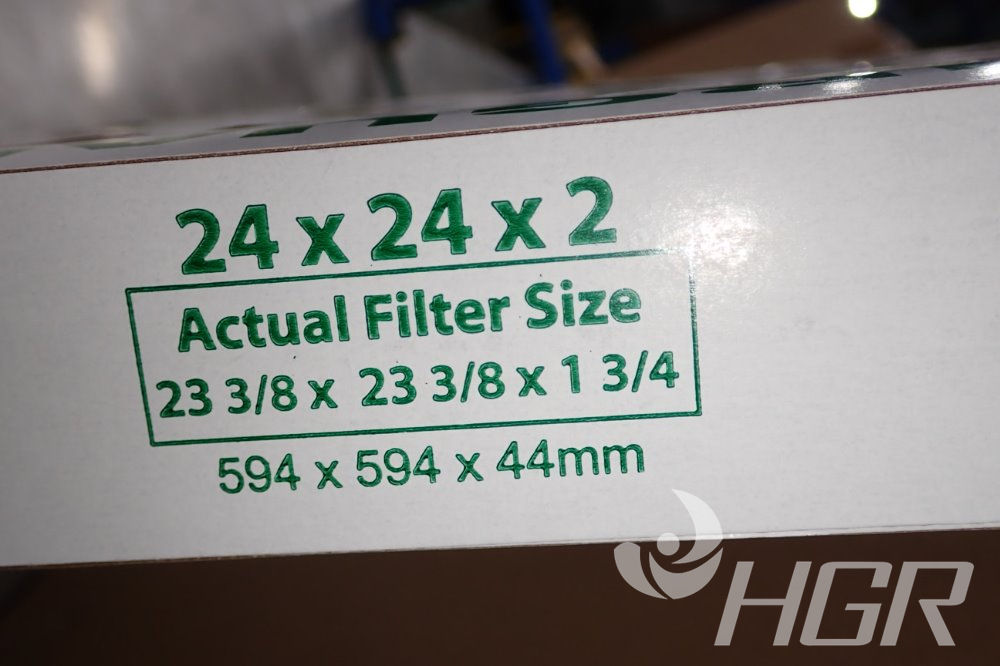 24 x 24 x 2
Actual Filter Size
23 3/8 x 23 3/8 x 1 3/4
594 x 594 x 44mm
HGR